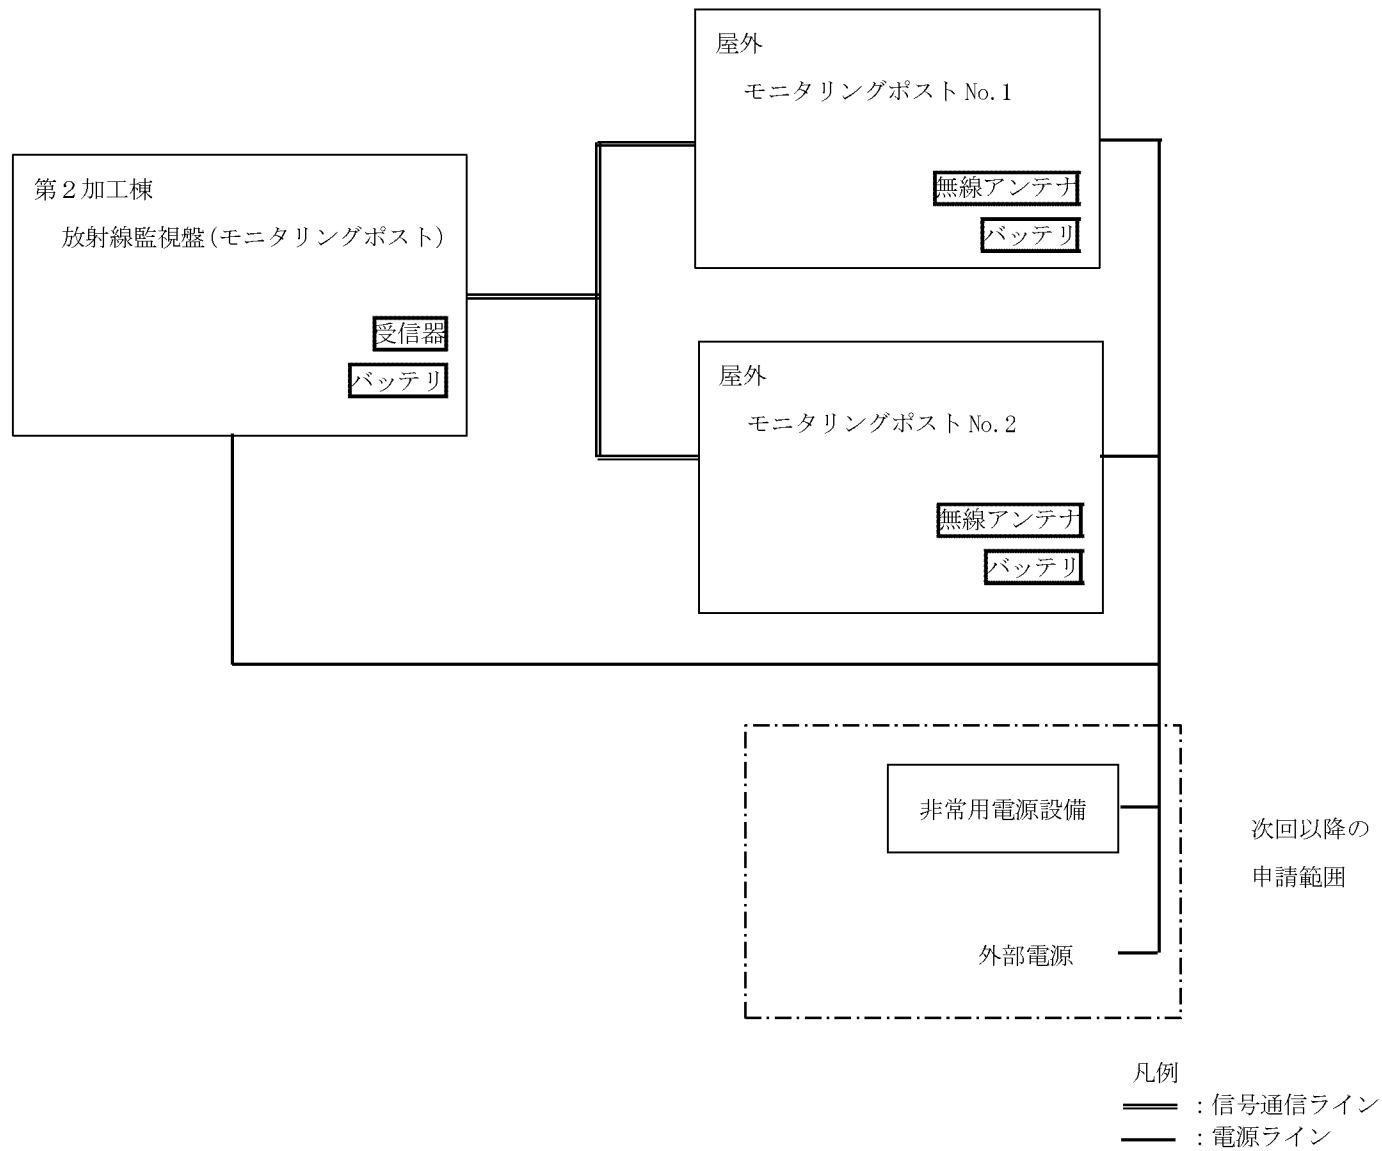 屋外
モニタリングポスト No.1
無線アンテナ
バッテリ
第２加工棟
放射線監視盤(モニタリングポスト)
受信器
バッテリ
屋外
モニタリングポスト No.2
無線アンテナ
バッテリ
非常用電源設備
外部電源
次回以降の
申請範囲
凡例
：信号通信ライン
：電源ライン